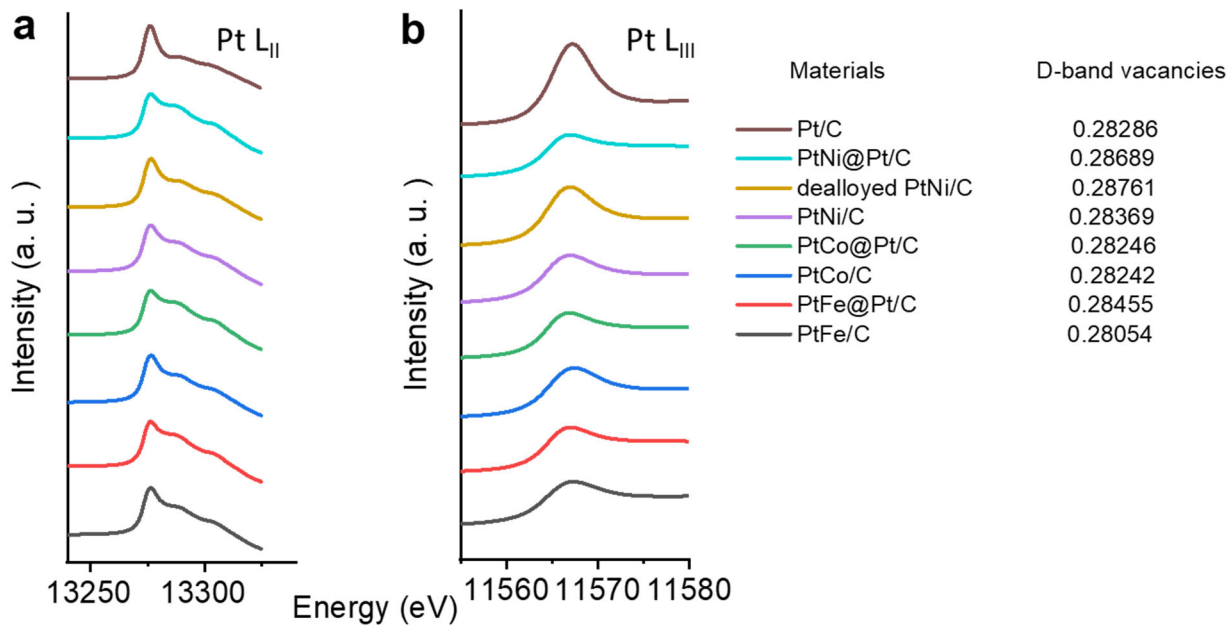 a
Pt LII
b
Pt LIII
Intensity (a. u. )
Intensity (a. u. )
13250
13300
11560
11570
11580
Energy (eV)
Materials D-band vacancies
Pt/C 0.28286
PtNi@Pt/C 0.28689
dealloyed PtNi/C 0.28761
PtNi/C 0.28369
PtCo@Pt/C 0.28246
PtCo/C 0.28242
PtFe@Pt/C 0.28455
PtFe/C 0.28054